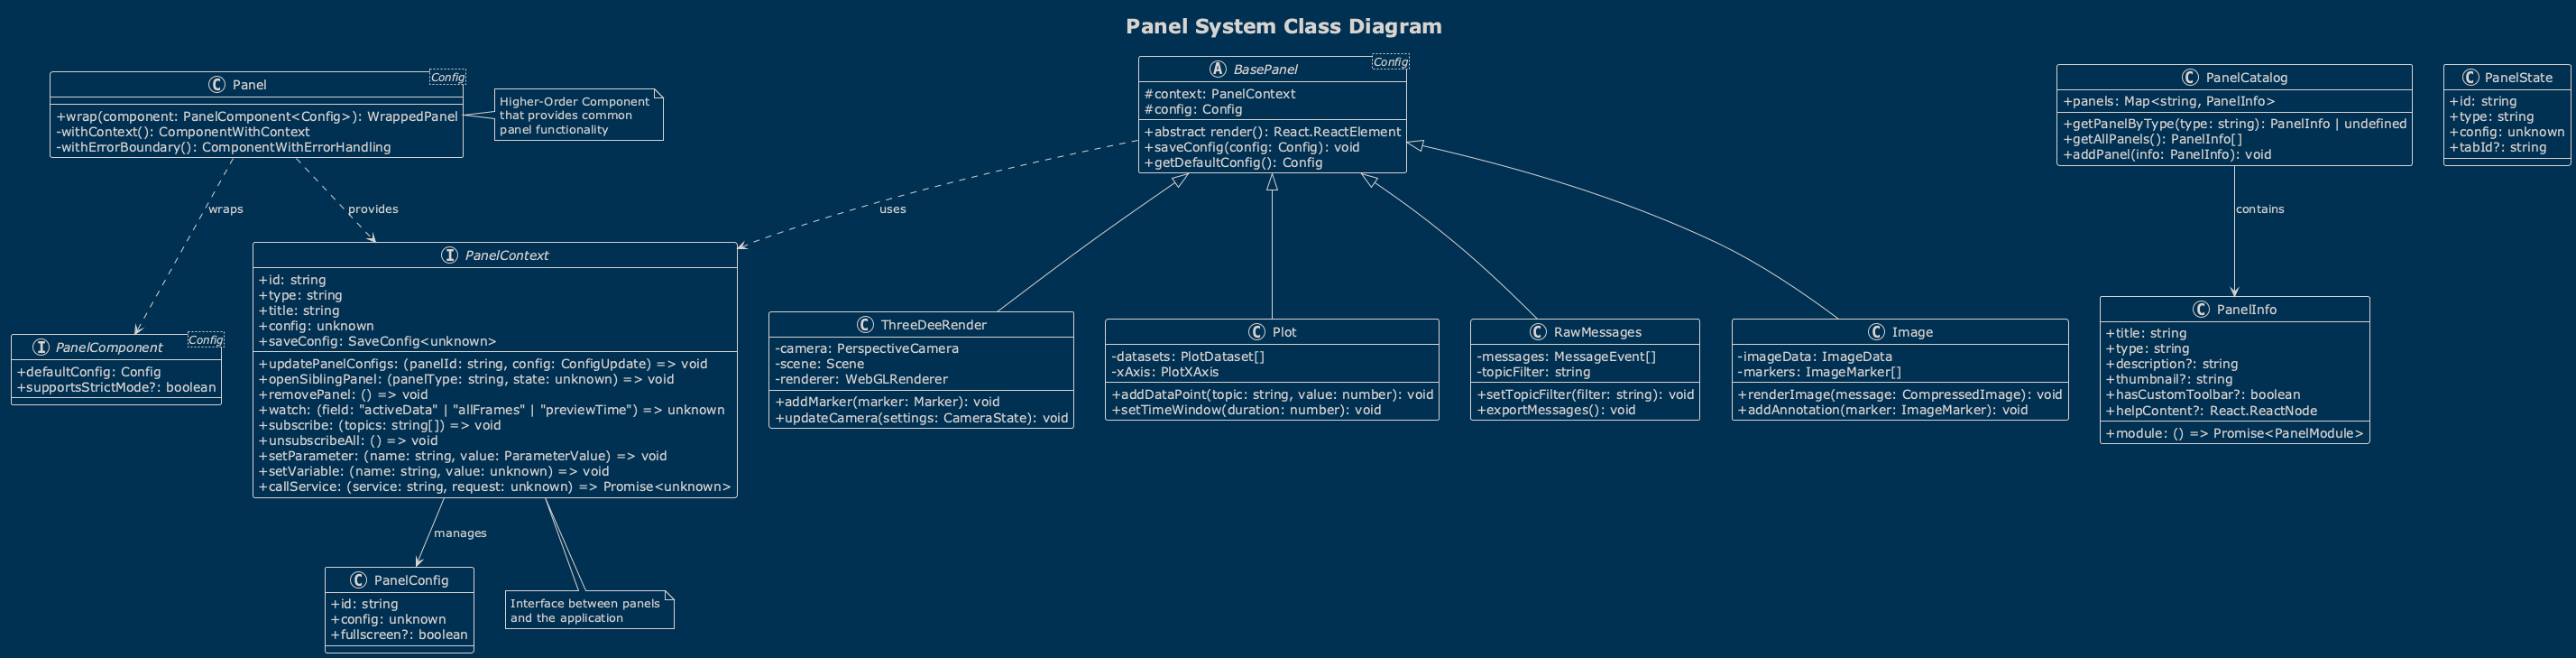 Panel System Class Diagram
C Panel
Config
+wrap(component: PanelComponent<Config>): WrappedPanel
-withContext(): ComponentWithContext
-withErrorBoundary(): ComponentWithErrorHandling
Higher-Order Component
that provides common
panel functionality
A BasePanel
Config
#context: PanelContext
#config: Config
+abstract render(): React.ReactElement
+saveConfig(config: Config): void
+getDefaultConfig(): Config
C PanelCatalog
+panels: Map<string, PanelInfo>
+getPanelByType(type: string): PanelInfo | undefined
+getAllPanels(): PanelInfo[]
+addPanel(info: PanelInfo): void
C PanelState
+id: string
+type: string
+config: unknown
+tabId?: string
wraps
provides
uses
contains
I PanelComponent
Config
+defaultConfig: Config
+supportsStrictMode?: boolean
I PanelContext
+id: string
+type: string
+title: string
+config: unknown
+saveConfig: SaveConfig<unknown>
+updatePanelConfigs: (panelId: string, config: ConfigUpdate) => void
+openSiblingPanel: (panelType: string, state: unknown) => void
+removePanel: () => void
+watch: (field: "activeData" | "allFrames" | "previewTime") => unknown
+subscribe: (topics: string[]) => void
+unsubscribeAll: () => void
+setParameter: (name: string, value: ParameterValue) => void
+setVariable: (name: string, value: unknown) => void
+callService: (service: string, request: unknown) => Promise<unknown>
C ThreeDeeRender
-camera: PerspectiveCamera
-scene: Scene
-renderer: WebGLRenderer
+addMarker(marker: Marker): void
+updateCamera(settings: CameraState): void
C Plot
-datasets: PlotDataset[]
-xAxis: PlotXAxis
+addDataPoint(topic: string, value: number): void
+setTimeWindow(duration: number): void
C RawMessages
-messages: MessageEvent[]
-topicFilter: string
+setTopicFilter(filter: string): void
+exportMessages(): void
C Image
-imageData: ImageData
-markers: ImageMarker[]
+renderImage(message: CompressedImage): void
+addAnnotation(marker: ImageMarker): void
C PanelInfo
+title: string
+type: string
+description?: string
+thumbnail?: string
+hasCustomToolbar?: boolean
+helpContent?: React.ReactNode
+module: () => Promise<PanelModule>
manages
C PanelConfig
+id: string
+config: unknown
+fullscreen?: boolean
Interface between panels
and the application